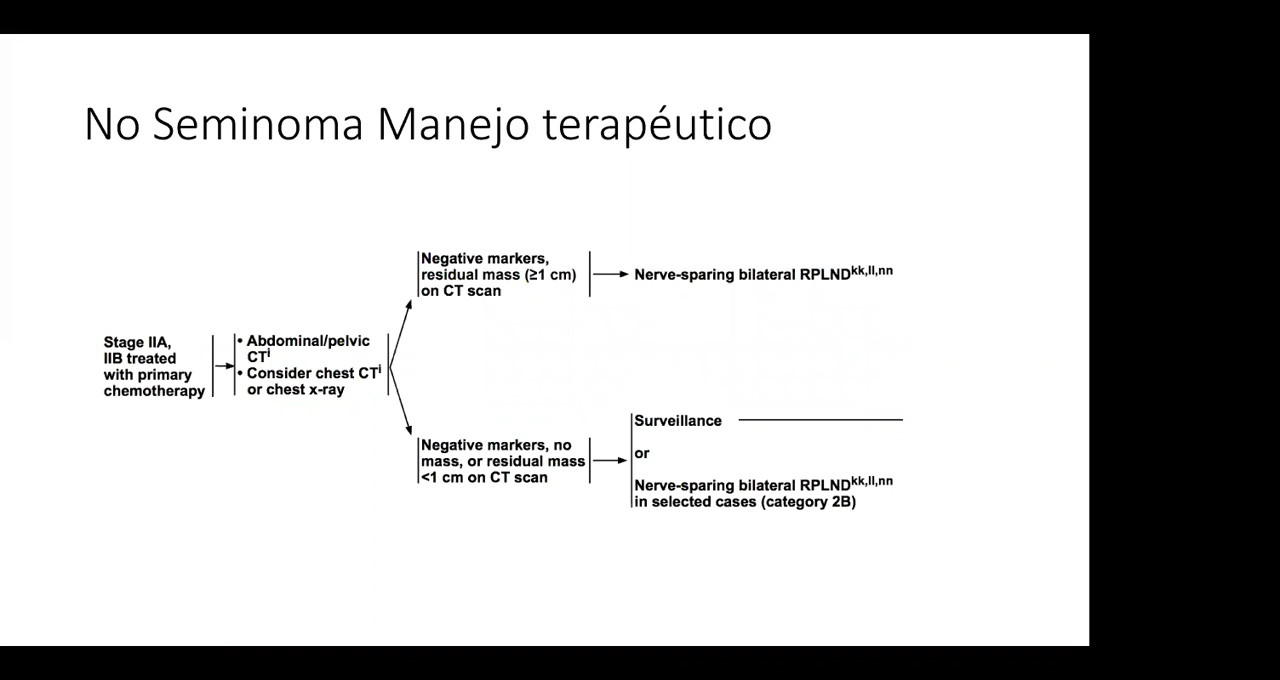 No Seminoma Manejo terapéutico
Stage IIA,
IIB treated
with primary
chemotherapy
• Abdominal/pelvic
CTⁱ
• Consider chest CTⁱ
or chest x-ray
Negative markers,
residual mass (≥1 cm)
on CT scan
Nerve-sparing bilateral RPLNDkk,ll,nn
Negative markers, no
mass, or residual mass
<1 cm on CT scan
Surveillance
or
Nerve-sparing bilateral RPLNDkk,ll,nn
in selected cases (category 2B)